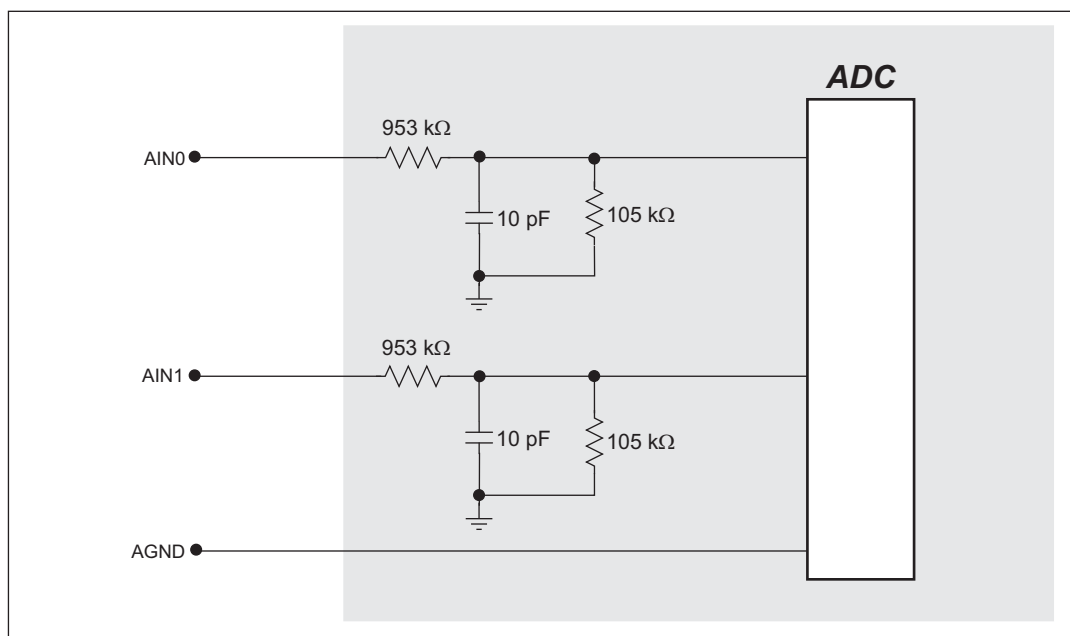 ADC
953 kΩ
AIN0
10 pF
105 kΩ
953 kΩ
AIN1
10 pF
105 kΩ
AGND